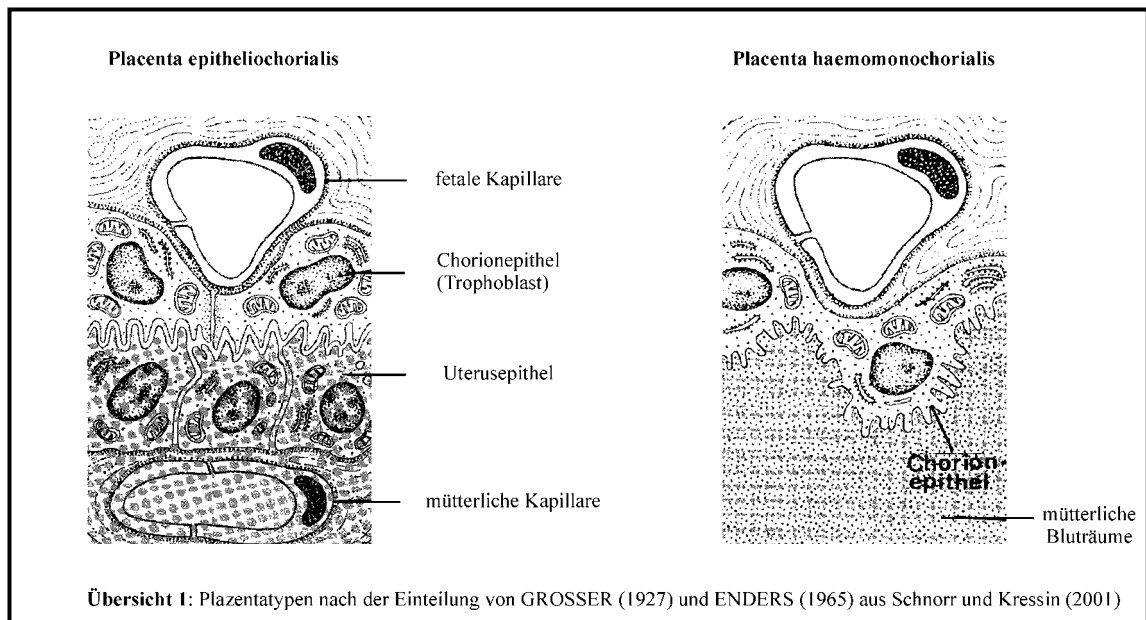 Placenta epitheliochorialis
Placenta haemomonochorialis
fetale Kapillare
Chorionepithel
(Trophoblast)
Uterusepithel
mütterliche Kapillare
Chorion-
epithel
mütterliche
Bluträume
Übersicht 1: Plazentatypen nach der Einteilung von GROSSER (1927) und ENDERS (1965) aus Schnorr und Kressin (2001)